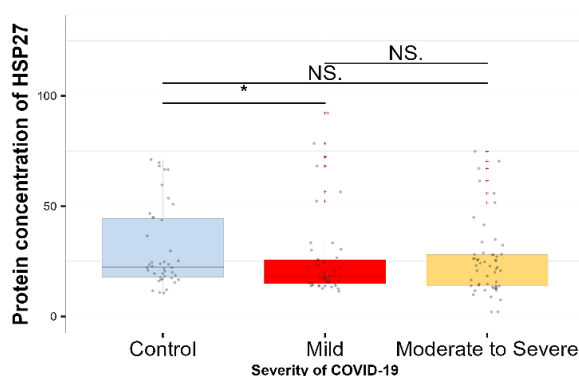 Protein concentration of HSP27
NS.
NS.
*
100
50
0
Control Mild Moderate to Severe
Severity of COVID-19